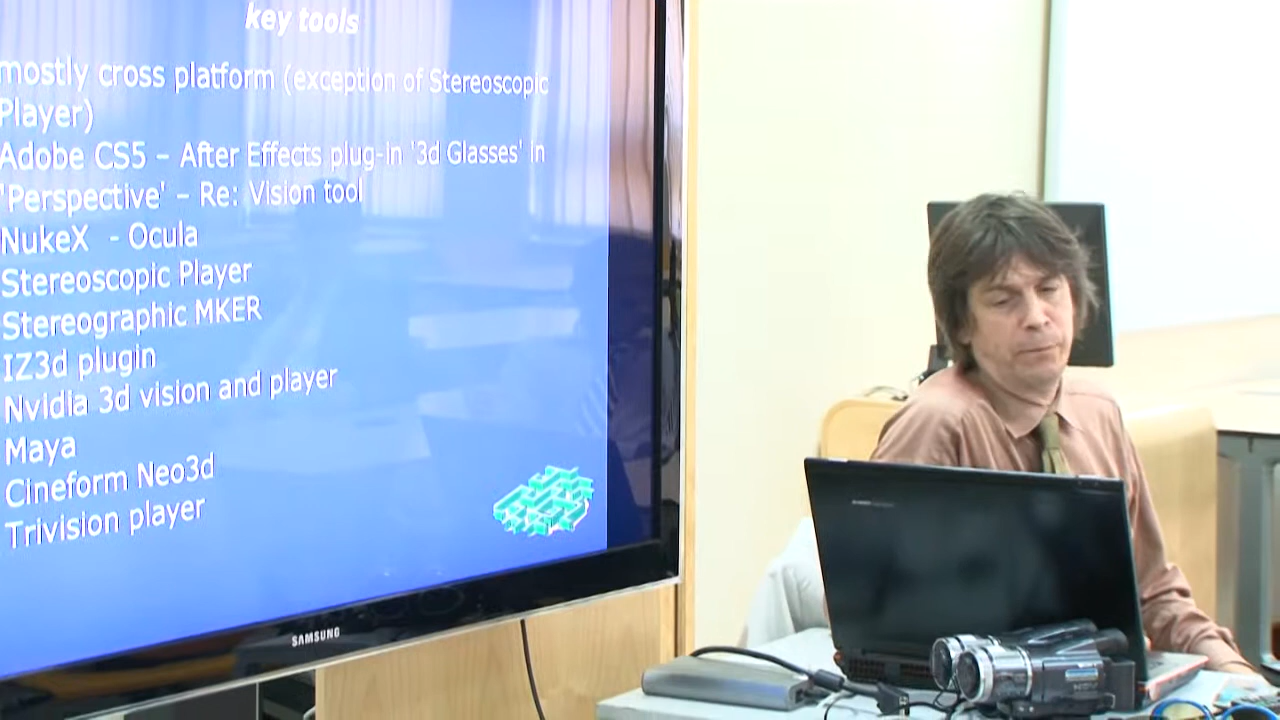 key tools
mostly cross platform (exception of Stereoscopic
Player)
Adobe CS5 – After Effects plug-in '3d Glasses' in
'Perspective' – Re: Vision tool
NukeX - Ocula
Stereoscopic Player
Stereographic MKER
IZ3d plugin
Nvidia 3d vision and player
Maya
Cineform Neo3d
Trivision player
SAMSUNG